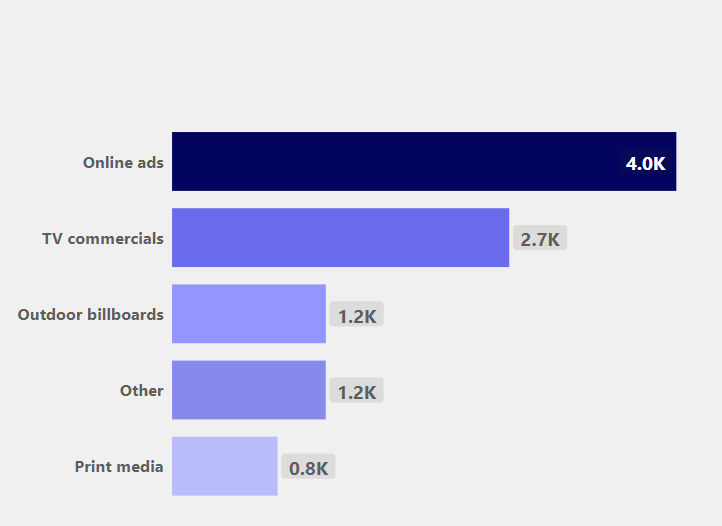 Online ads 4.0K
TV commercials 2.7K
Outdoor billboards 1.2K
Other 1.2K
Print media 0.8K